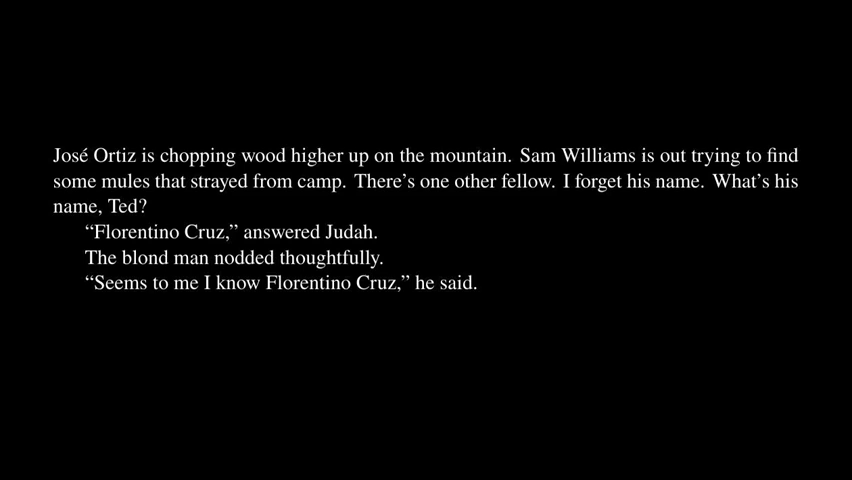 José Ortiz is chopping wood higher up on the mountain. Sam Williams is out trying to find
some mules that strayed from camp. There’s one other fellow. I forget his name. What’s his
name, Ted?
“Florentino Cruz,” answered Judah.
The blond man nodded thoughtfully.
“Seems to me I know Florentino Cruz,” he said.